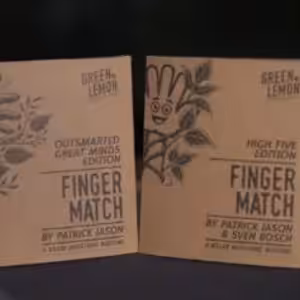 GREEN LEMON
OUTSMARTED
GREAT MINDS
EDITION
FINGER
MATCH
BY PATRICK JASON
GREEN LEMON
HIGH FIVE
EDITION
FINGER
MATCH
BY PATRICK JASON
& SVEN BOSCH